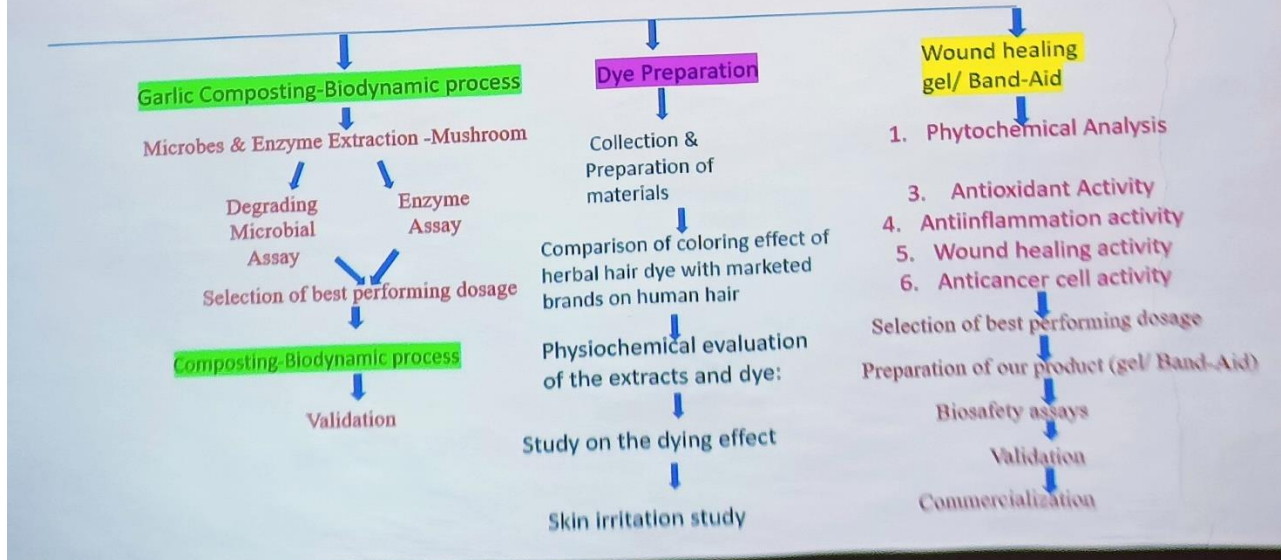 Garlic Composting-Biodynamic process
Microbes & Enzyme Extraction -Mushroom
Degrading
Microbial
Assay
Enzyme
Assay
Selection of best performing dosage
Composting-Biodynamic process
Validation
Dye Preparation
Collection &
Preparation of
materials
Comparison of coloring effect of
herbal hair dye with marketed
brands on human hair
Physiochemical evaluation
of the extracts and dye:
Study on the dying effect
Skin irritation study
Wound healing
gel/ Band-Aid
1. Phytochemical Analysis
3. Antioxidant Activity
4. Antiinflammation activity
5. Wound healing activity
6. Anticancer cell activity
Selection of best performing dosage
Preparation of our product (gel/ Band-Aid)
Biosafety assays
Validation
Commercialization